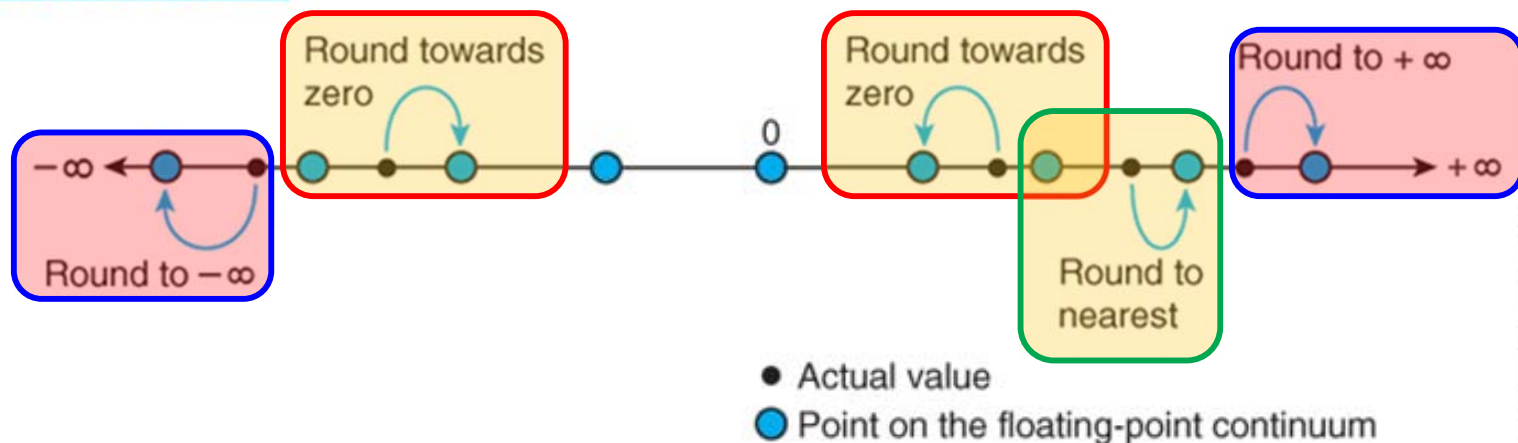 Round towards
zero
Round towards
zero
Round to + ∞
0
− ∞
+ ∞
Round to − ∞
Round to
nearest
Actual value
Point on the floating-point continuum